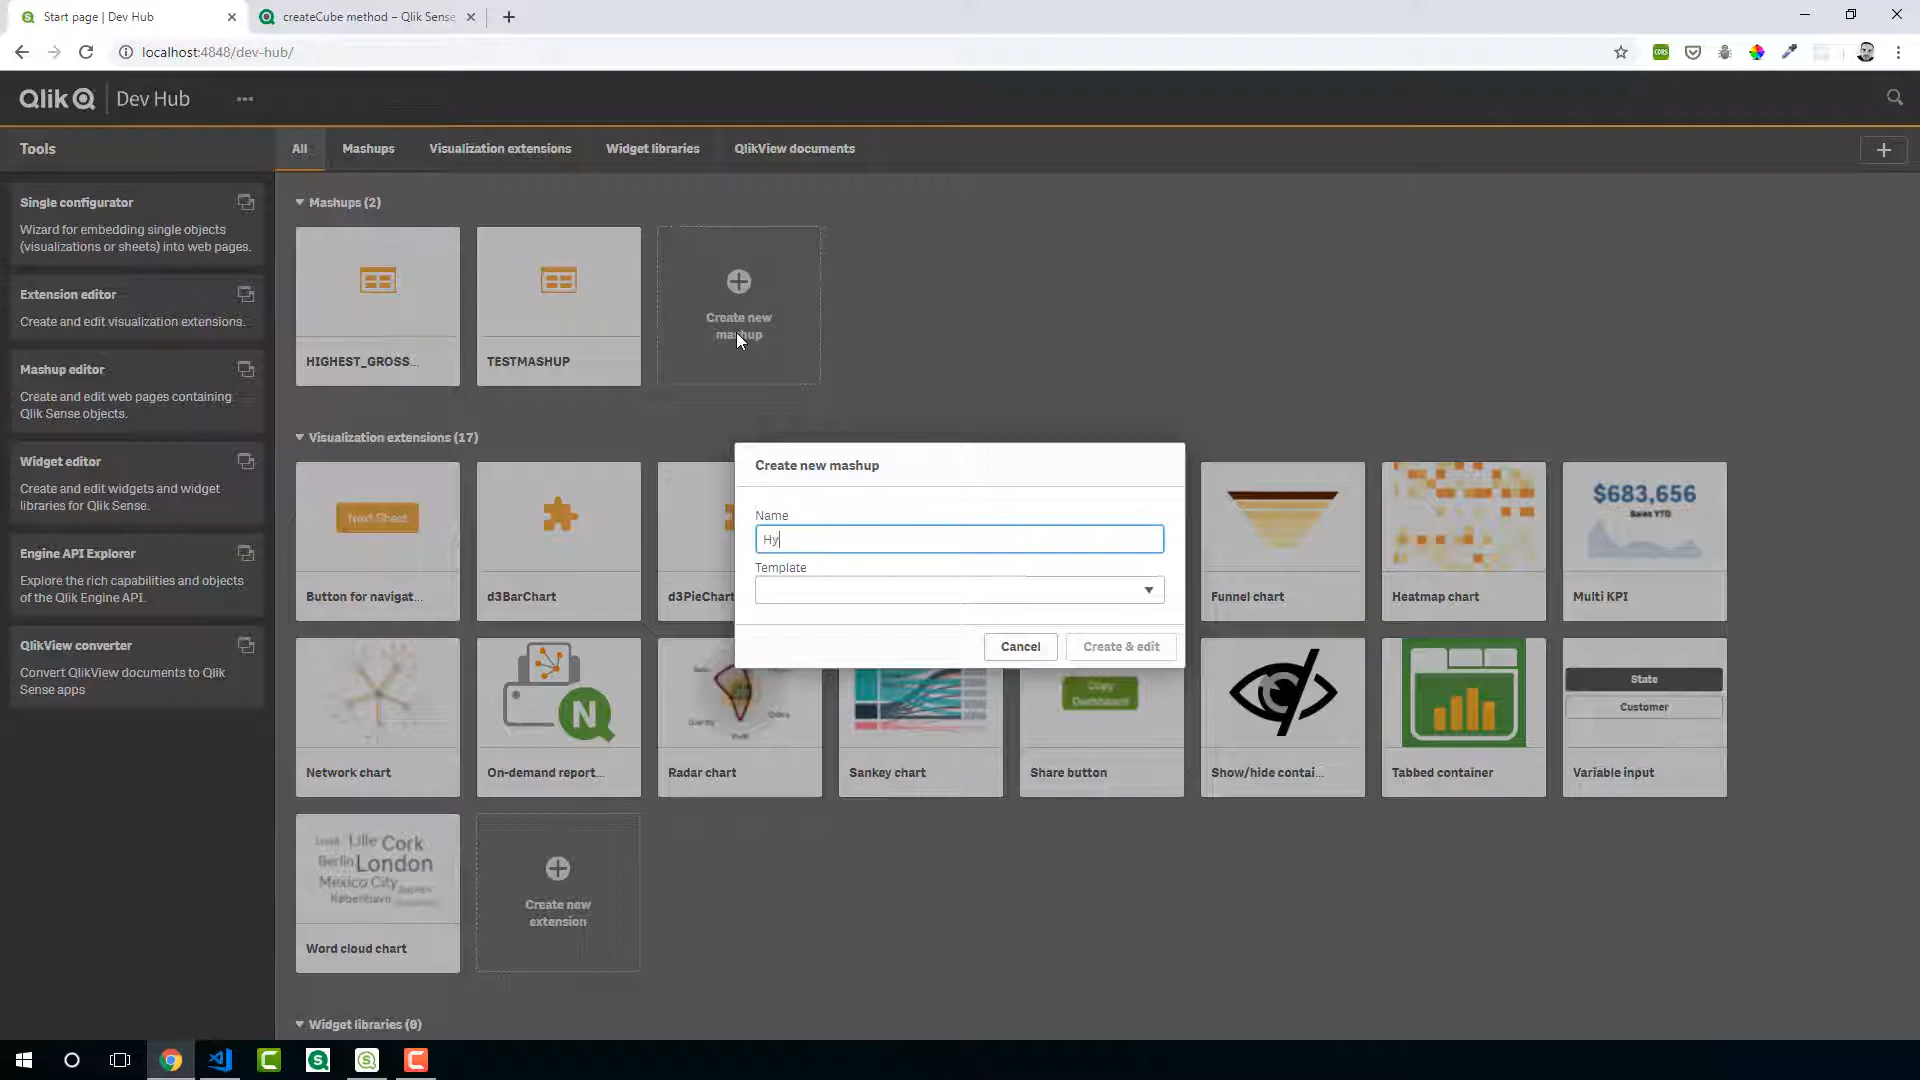 Start page | Dev Hub
createCube method – Qlik Sense
localhost:4848/dev-hub/
CORS
Qlik
Dev Hub
Tools
All
Mashups
Visualization extensions
Widget libraries
QlikView documents
Single configurator
Wizard for embedding single objects
(visualizations or sheets) into web pages.
Extension editor
Create and edit visualization extensions.
Mashup editor
Create and edit web pages containing
Qlik Sense objects.
Widget editor
Create and edit widgets and widget
libraries for Qlik Sense.
Engine API Explorer
Explore the rich capabilities and objects
of the Qlik Engine API.
QlikView converter
Convert QlikView documents to Qlik
Sense apps
Mashups (2)
HIGHEST_GROSS...
TESTMASHUP
Create new
mashup
Visualization extensions (17)
Next Sheet
Button for navigat...
d3BarChart
d3PieChart
Funnel chart
Heatmap chart
$683,656
Sales YTD
Multi KPI
Create new mashup
Name
Hy
Template
Cancel
Create & edit
Network chart
N
On-demand report...
Radar chart
Sankey chart
Copy
Dashboard
Share button
Show/hide contai...
Tabbed container
State
Customer
Variable input
Lille Cork
Berlin London
Mexico City
København
Word cloud chart
Create new
extension
Widget libraries (0)